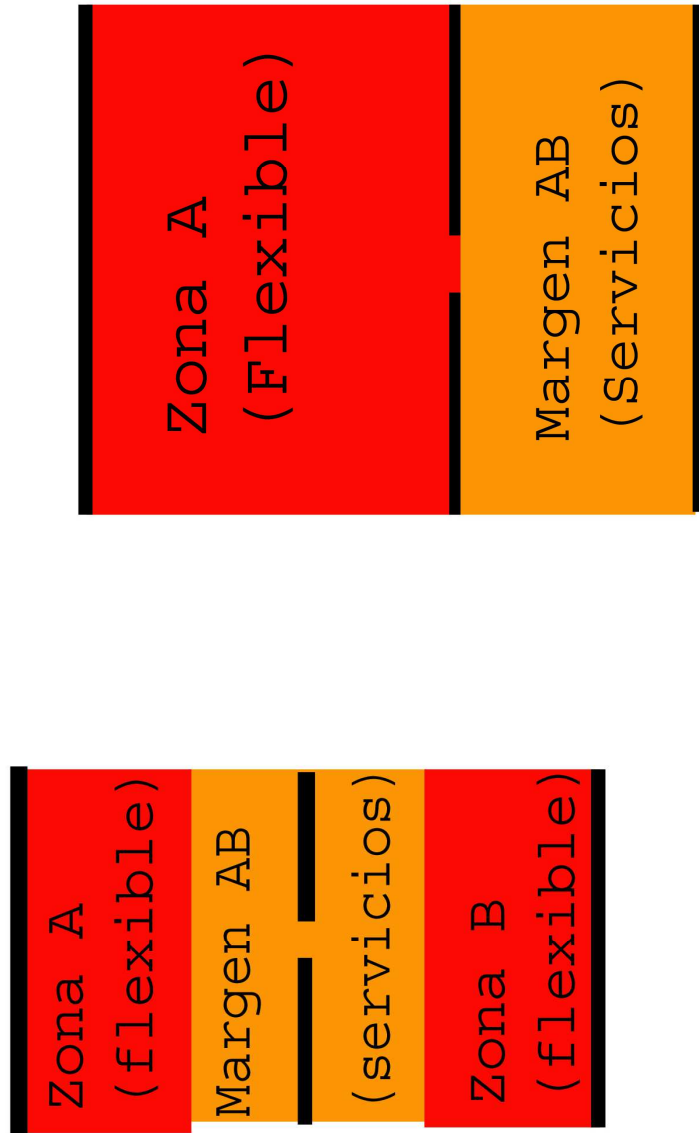 Zona A
(Flexible)
Margen AB
(Servicios)
Zona A
(flexible)
Margen AB
(servicios)
Zona B
(flexible)